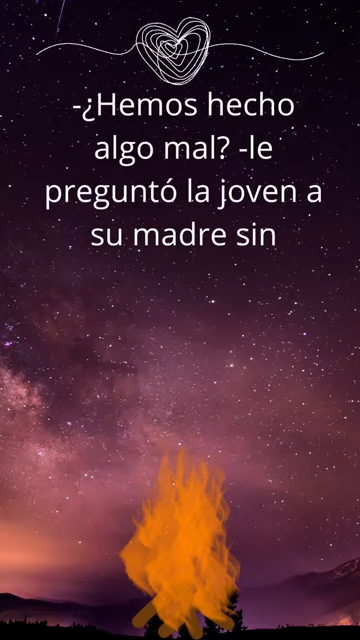 -¿Hemos hecho
algo mal? -le
preguntó la joven a
su madre sin